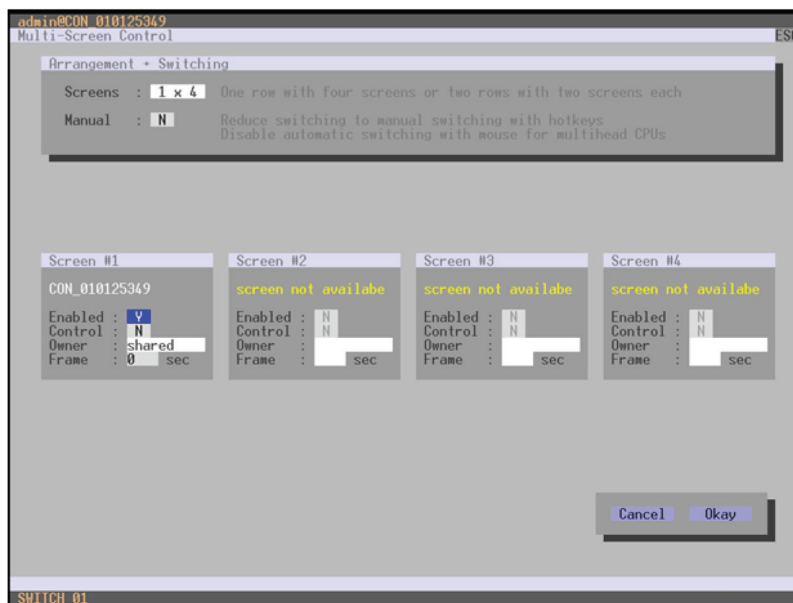 admin@CON_010125349
Multi-Screen Control ESC
Arrangement + Switching
Screens : 1 x 4 One row with four screens or two rows with two screens each
Manual : N Reduce switching to manual switching with hotkeys
Disable automatic switching with mouse for multihead CPUs
Screen #1
CON_010125349
Enabled : Y
Control : N
Owner : shared
Frame : 0 sec
Screen #2
screen not availabe
Enabled : N
Control : N
Owner :
Frame : sec
Screen #3
screen not availabe
Enabled : N
Control : N
Owner :
Frame : sec
Screen #4
screen not availabe
Enabled : N
Control : N
Owner :
Frame : sec
Cancel Okay
SWITCH_01